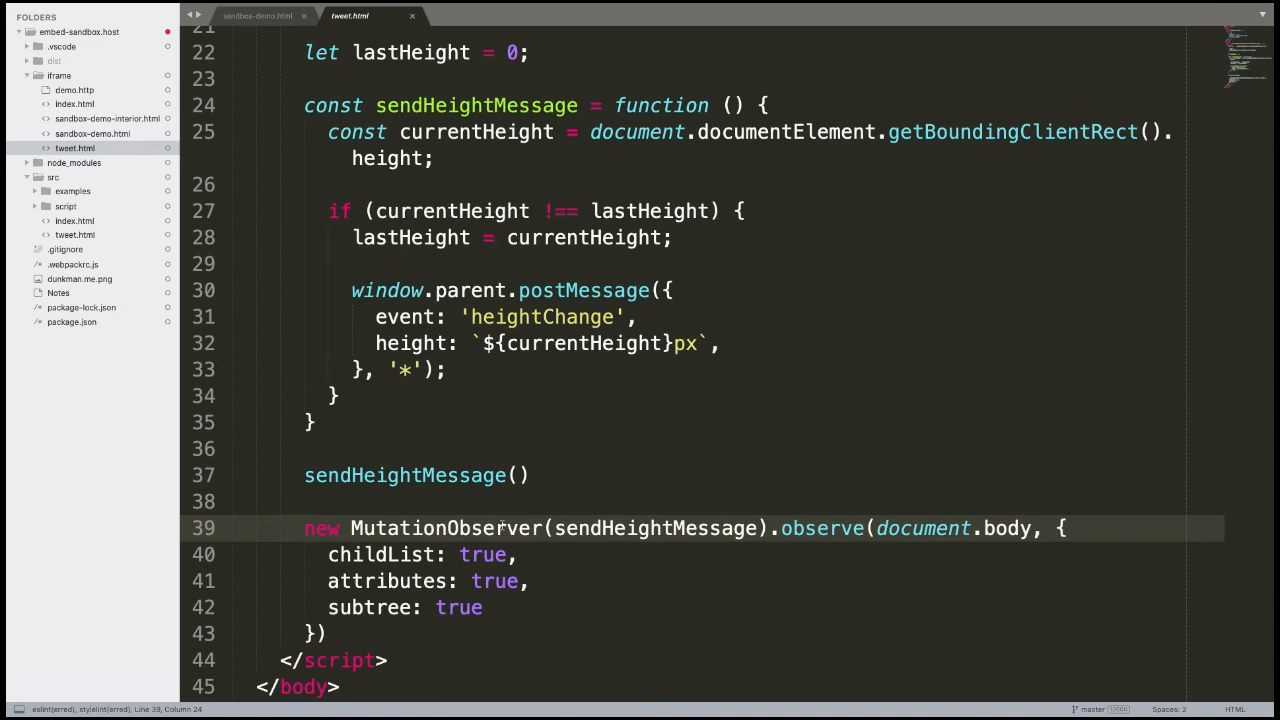 FOLDERS
embed-sandbox.host
.vscode
dist
iframe
demo.http
index.html
sandbox-demo-interior.html
sandbox-demo.html
tweet.html
node_modules
src
examples
script
index.html
tweet.html
.gitignore
.webpackrc.js
dunkman.me.png
Notes
package-lock.json
package.json
sandbox-demo.html
tweet.html
21
22 let lastHeight = 0;
23
24 const sendHeightMessage = function () {
25 const currentHeight = document.documentElement.getBoundingClientRect().
height;
26
27 if (currentHeight !== lastHeight) {
28 lastHeight = currentHeight;
29
30 window.parent.postMessage({
31 event: 'heightChange',
32 height: `${currentHeight}px`,
33 }, '*');
34 }
35 }
36
37 sendHeightMessage()
38
39 new MutationObserver(sendHeightMessage).observe(document.body, {
40 childList: true,
41 attributes: true,
42 subtree: true
43 })
44 </script>
45 </body>
eslint(erred), stylelint(erred), Line 39, Column 24
master
Spaces: 2
HTML